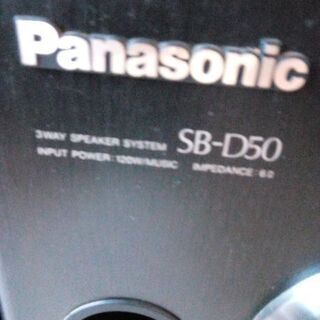 Panasonic
3WAY SPEAKER SYSTEM SB-D50
INPUT POWER: 120W/MUSIC IMPEDANCE: 6Ω